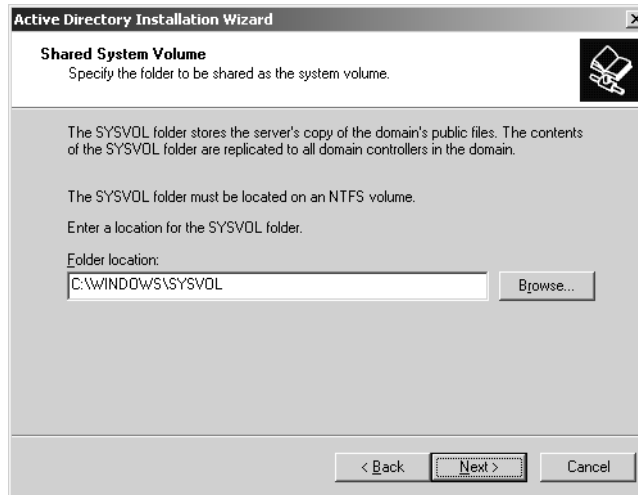 Active Directory Installation Wizard
Shared System Volume
Specify the folder to be shared as the system volume.
The SYSVOL folder stores the server's copy of the domain's public files. The contents
of the SYSVOL folder are replicated to all domain controllers in the domain.
The SYSVOL folder must be located on an NTFS volume.
Enter a location for the SYSVOL folder.
Folder location:
C:\WINDOWS\SYSVOL
Browse...
< Back Next > Cancel